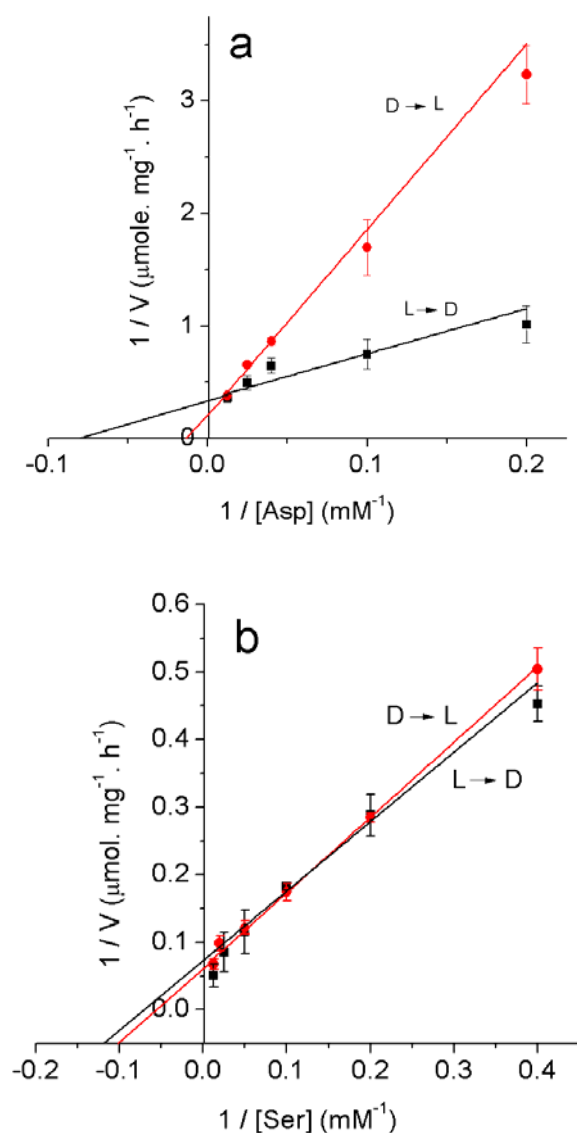 a
3
2
1
0
D → L
L → D
1 / V (μmole. mg⁻¹. h⁻¹)
-0.1 0.0 0.1 0.2
1 / [Asp] (mM⁻¹)
b
0.6
0.5
0.4
0.3
0.2
0.1
0.0
D → L
L → D
1 / V (μmol. mg⁻¹. h⁻¹)
-0.2 -0.1 0.0 0.1 0.2 0.3 0.4
1 / [Ser] (mM⁻¹)